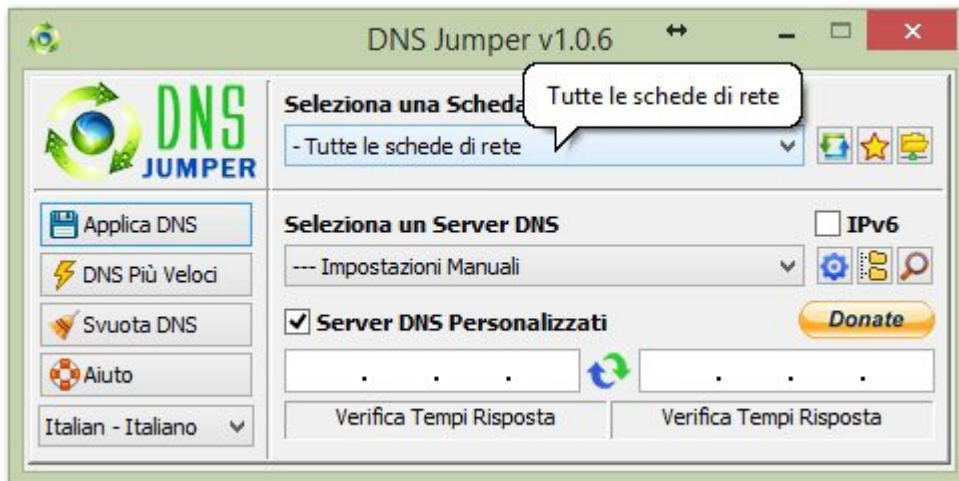 DNS Jumper v1.0.6
DNS
JUMPER
Seleziona una Scheda
Tutte le schede di rete
- Tutte le schede di rete
Applica DNS
DNS Più Veloci
Svuota DNS
Aiuto
Italian - Italiano
Seleziona un Server DNS
IPv6
--- Impostazioni Manuali
Server DNS Personalizzati
Donate
. . .
. . .
Verifica Tempi Risposta
Verifica Tempi Risposta